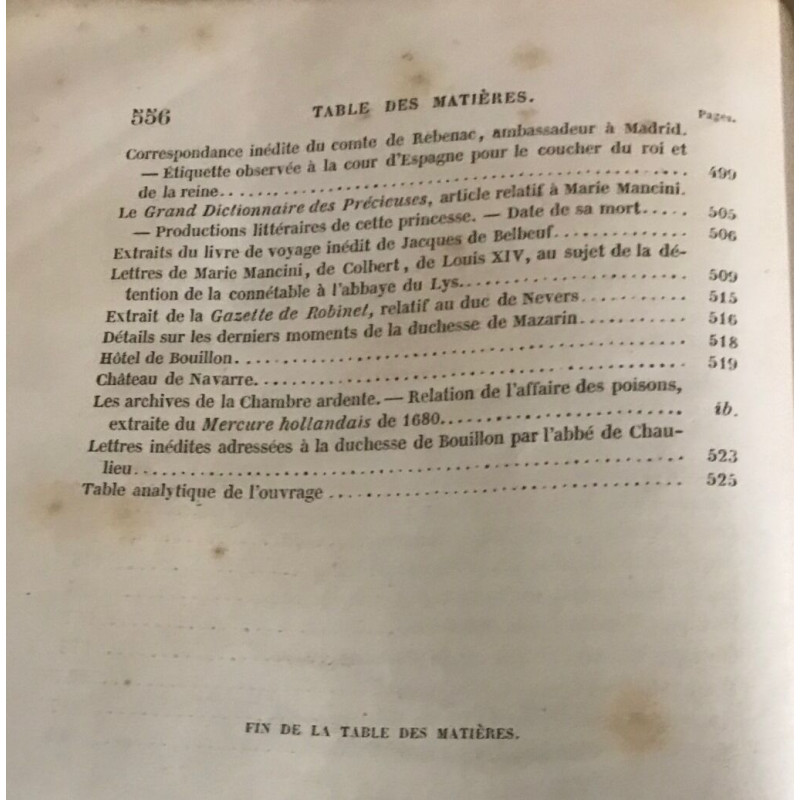 556 TABLE DES MATIÈRES.
Pages.
Correspondance inédite du comte de Rébenac, ambassadeur à Madrid.
— Étiquette observée à la cour d'Espagne pour le coucher du roi et
de la reine.......... 499
Le Grand Dictionnaire des Précieuses, article relatif à Marie Mancini.
— Productions littéraires de cette princesse. — Date de sa mort..... 505
Extraits du livre de voyage inédit de Jacques de Belbeuf.......... 506
Lettres de Marie Mancini, de Colbert, de Louis XIV, au sujet de la dé-
tention de la connétable à l'abbaye du Lys.......... 509
Extrait de la Gazette de Robinet, relatif au duc de Nevers.......... 515
Détails sur les derniers moments de la duchesse de Mazarin.......... 516
Hôtel de Bouillon.......... 518
Château de Navarre.......... 519
Les archives de la Chambre ardente. — Relation de l'affaire des poisons,
extraite du Mercure hollandais de 1680.......... ib.
Lettres inédites adressées à la duchesse de Bouillon par l'abbé de Chau-
lieu.......... 523
Table analytique de l'ouvrage.......... 525
FIN DE LA TABLE DES MATIÈRES.